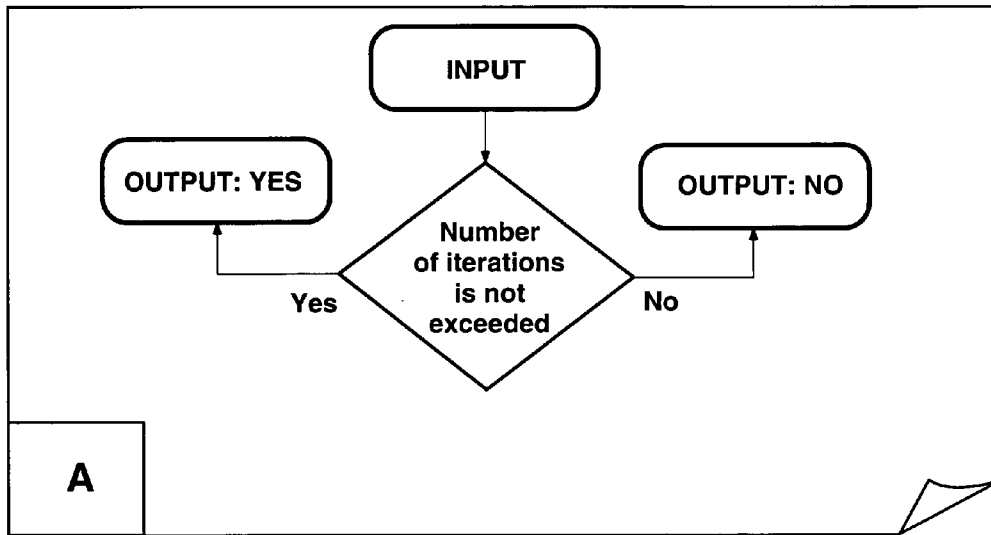 INPUT
OUTPUT: YES
OUTPUT: NO
Number
of iterations
is not
exceeded
Yes
No
A